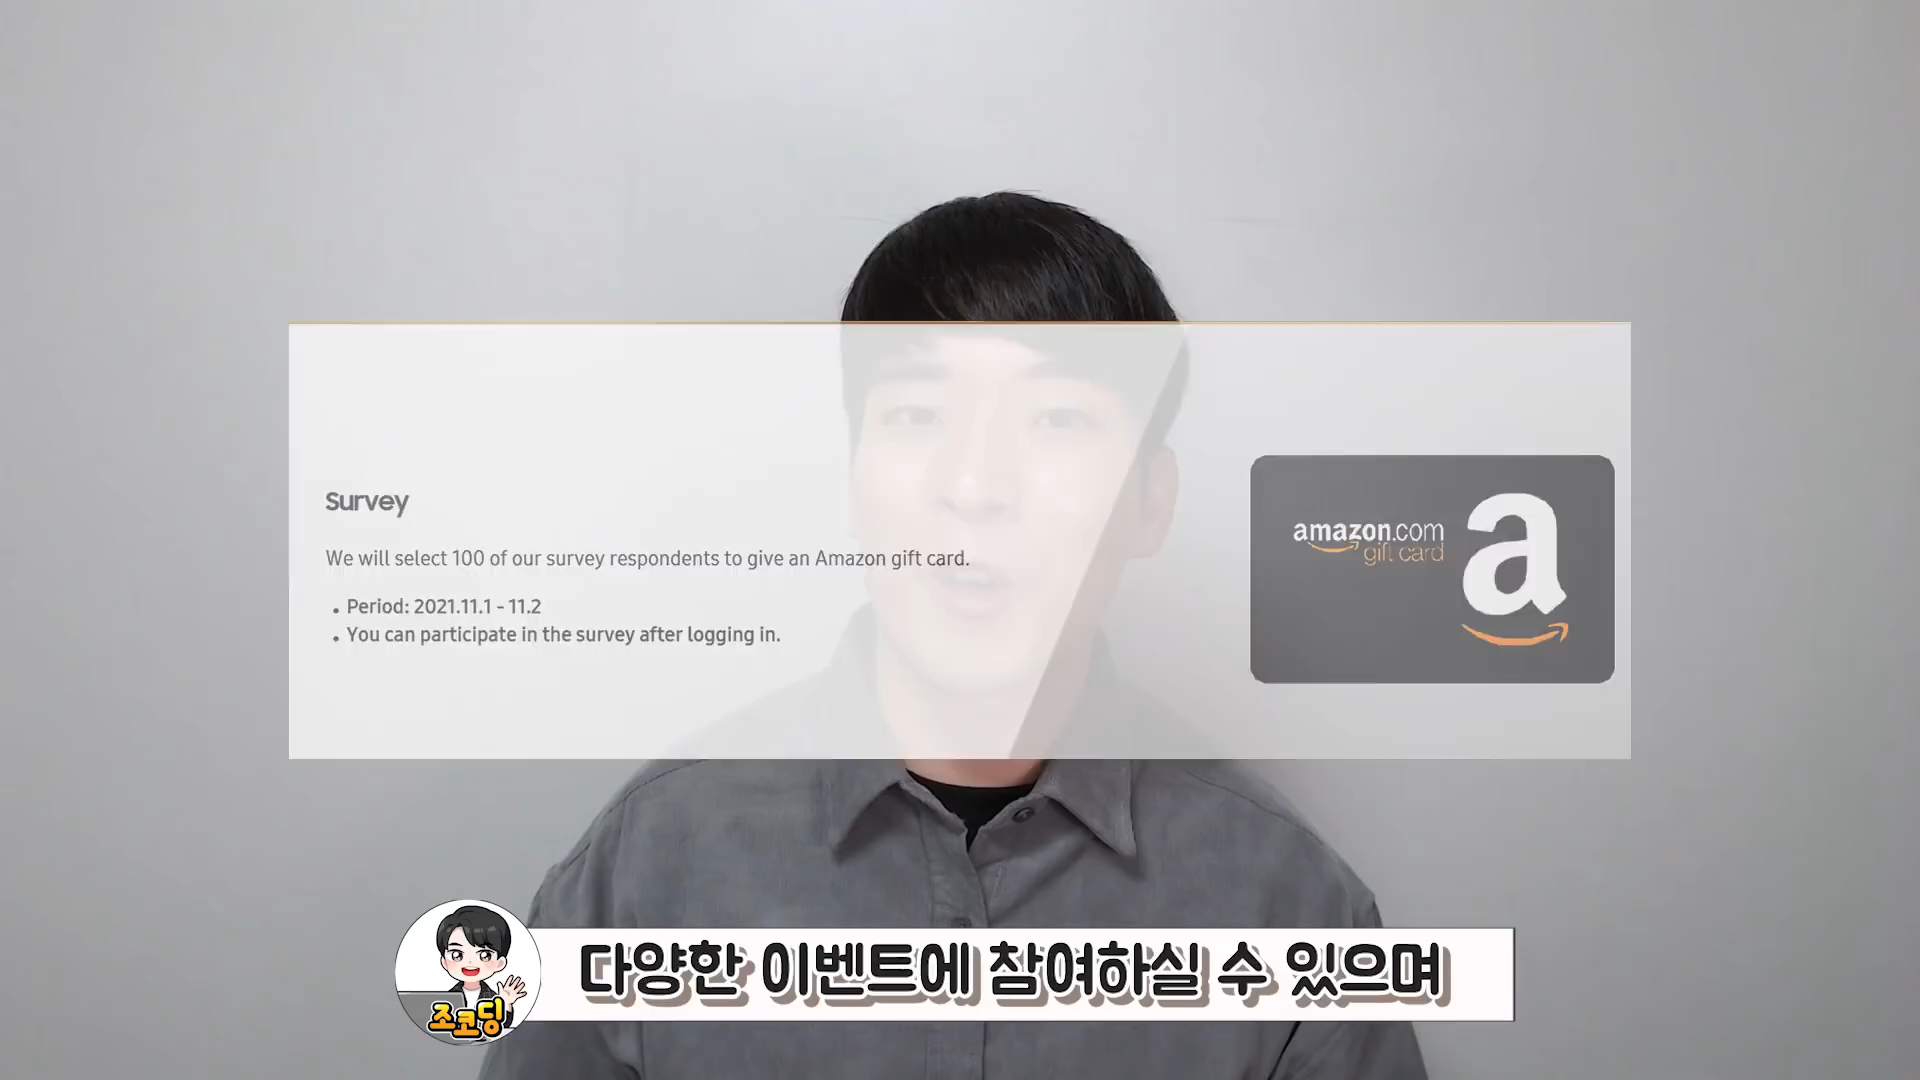 Survey
We will select 100 of our survey respondents to give an Amazon gift card.
• Period: 2021.11.1 - 11.2
• You can participate in the survey after logging in.
amazon.com
gift card
a
조코딩
다양한 이벤트에 참여하실 수 있으며